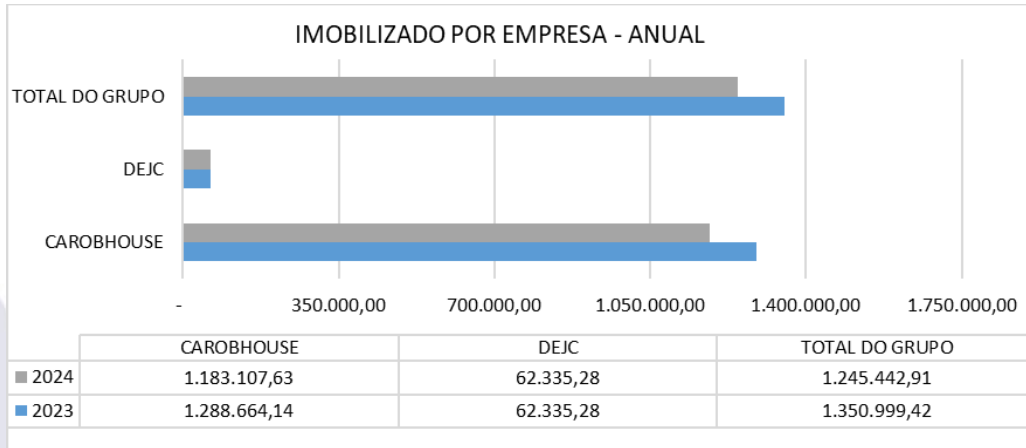 IMOBILIZADO POR EMPRESA - ANUAL
TOTAL DO GRUPO
DEJC
CAROBHOUSE
- 350.000,00 700.000,00 1.050.000,00 1.400.000,00 1.750.000,00
CAROBHOUSE DEJC TOTAL DO GRUPO
2024 1.183.107,63 62.335,28 1.245.442,91
2023 1.288.664,14 62.335,28 1.350.999,42